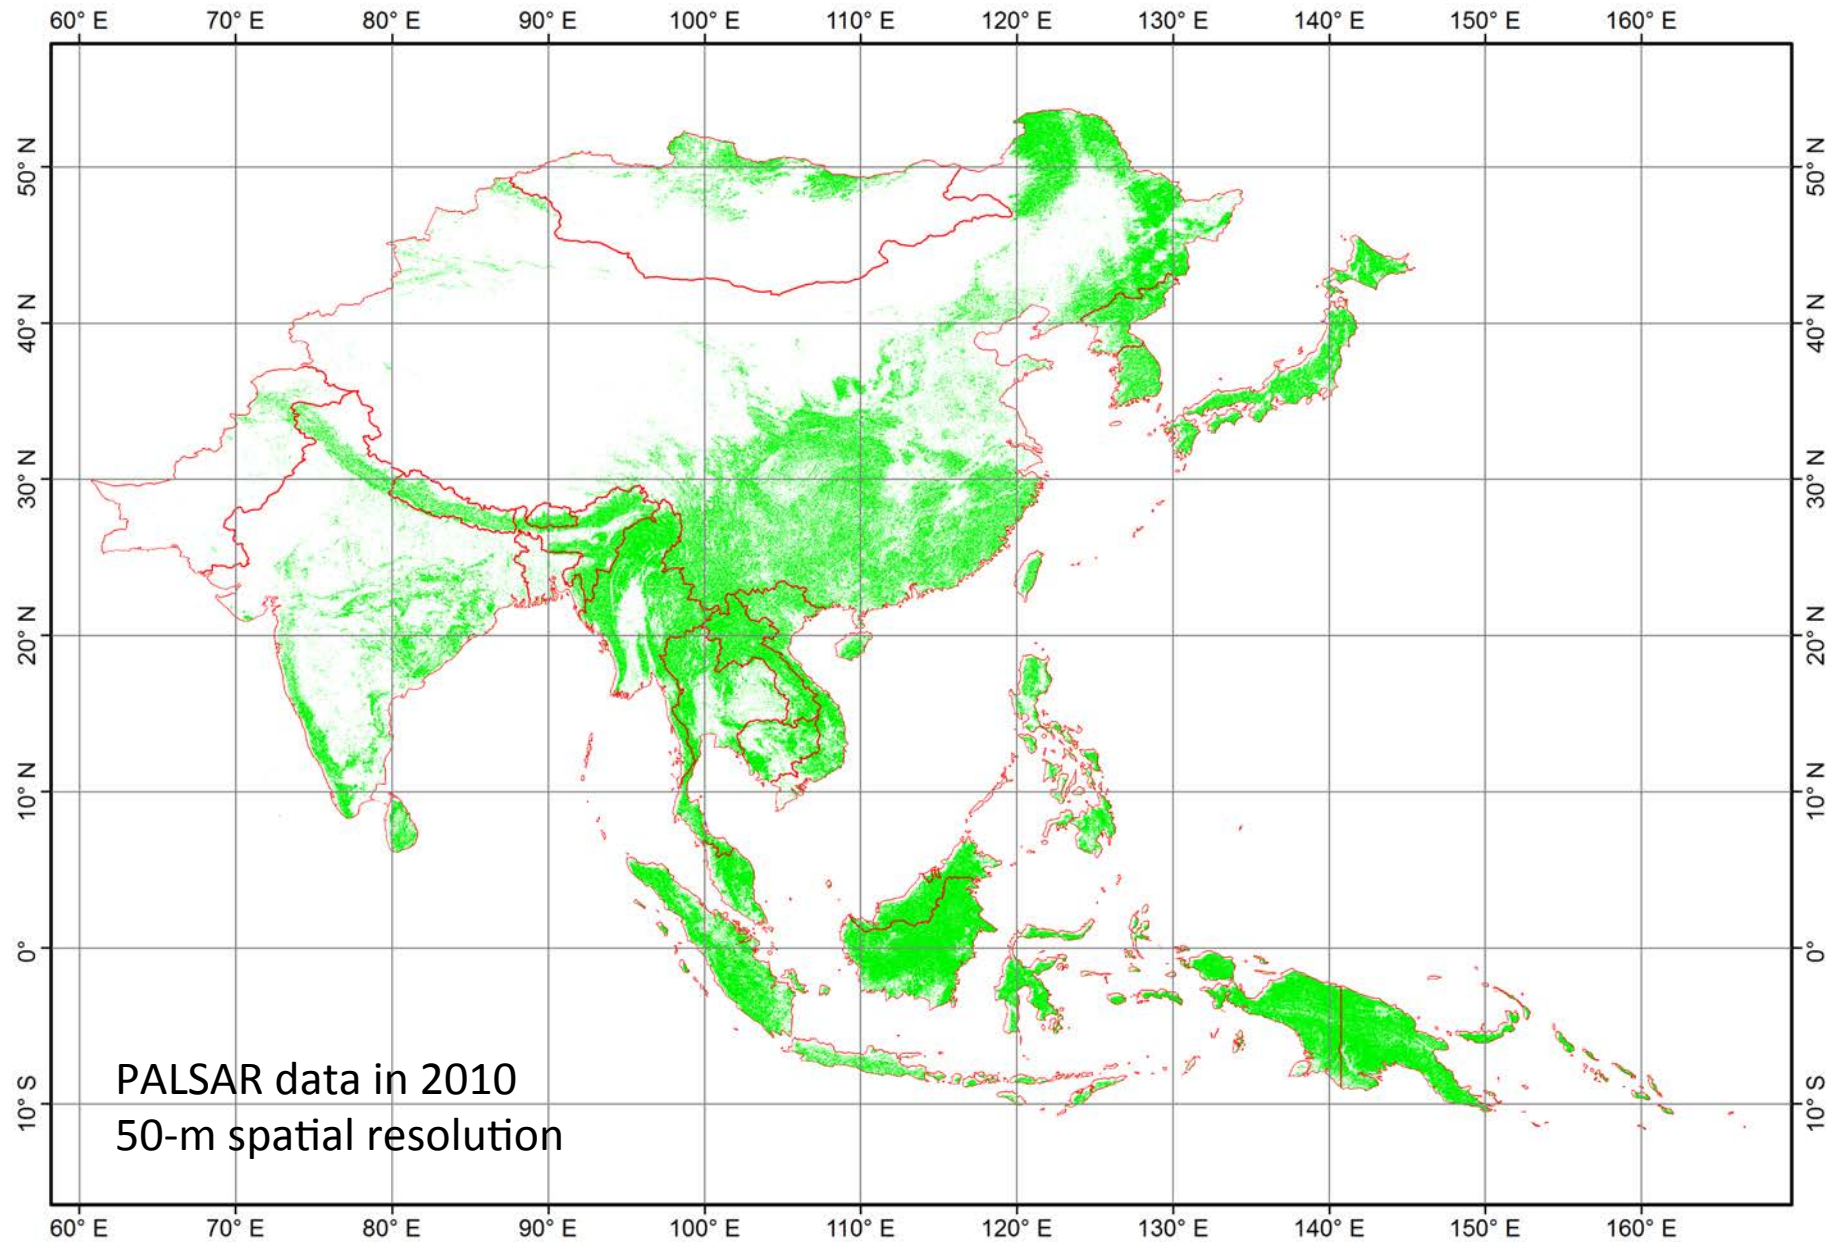 60° E 70° E 80° E 90° E 100° E 110° E 120° E 130° E 140° E 150° E 160° E
50° N 50° N
40° N 40° N
30° N 30° N
20° N 20° N
10° N 10° N
0° 0°
PALSAR data in 2010
10° S 10° S
50-m spatial resolution
60° E 70° E 80° E 90° E 100° E 110° E 120° E 130° E 140° E 150° E 160° E